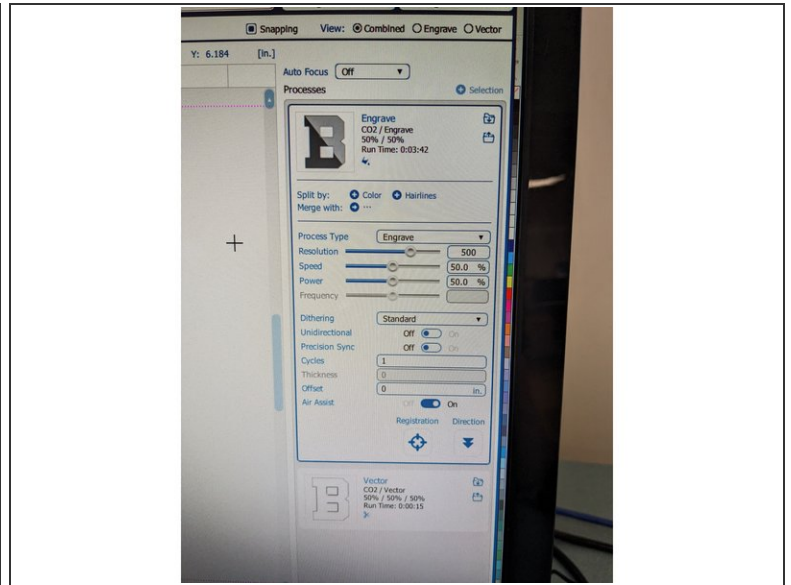 Snapping View: Combined Engrave Vector
Y: 6.184 [in.]
Auto Focus Off
Processes Selection
B
Engrave
CO2 / Engrave
50% / 50%
Run Time: 0:03:42
Split by: Color Hairlines
Merge with: ...
Process Type Engrave
Resolution 500
Speed 50.0 %
Power 50.0 %
Frequency
Dithering Standard
Unidirectional Off On
Precision Sync Off On
Cycles 1
Thickness 0
Offset 0 in.
Air Assist Off On
Registration Direction
B
Vector
CO2 / Vector
50% / 50% / 50%
Run Time: 0:00:15